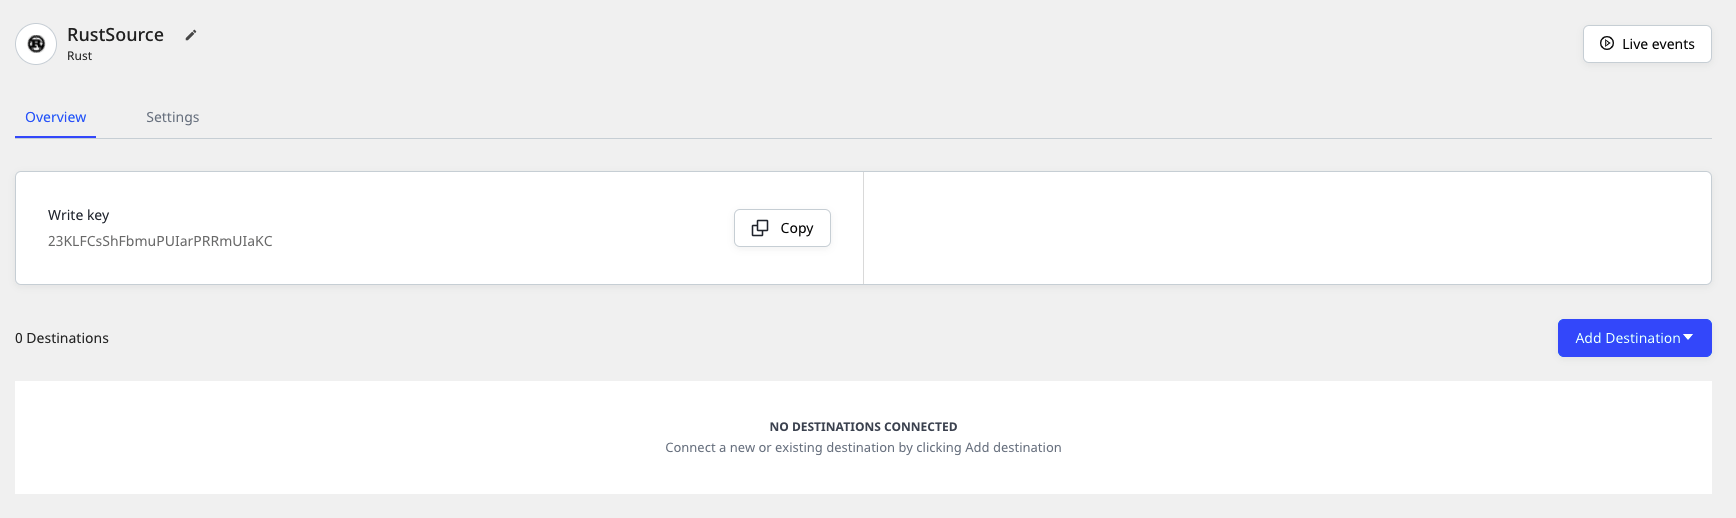 RustSource
Rust
Live events
Overview
Settings
Write key
23KLFCsShFbmuPUIarPRRmUIaKC
Copy
0 Destinations
Add Destination
NO DESTINATIONS CONNECTED
Connect a new or existing destination by clicking Add destination